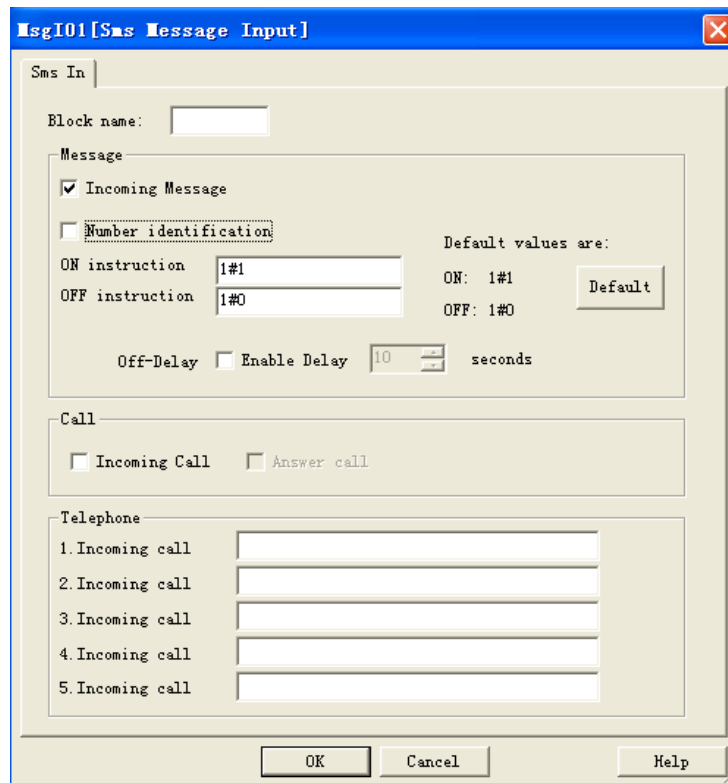 MsgI01[Sms Message Input]
Sms In
Block name:
Message
Incoming Message
Number identification
Default values are:
ON instruction 1#1
ON: 1#1
Default
OFF instruction 1#0
OFF: 1#0
Off-Delay Enable Delay 10 seconds
Call
Incoming Call Answer call
Telephone
1.Incoming call
2.Incoming call
3.Incoming call
4.Incoming call
5.Incoming call
OK Cancel Help